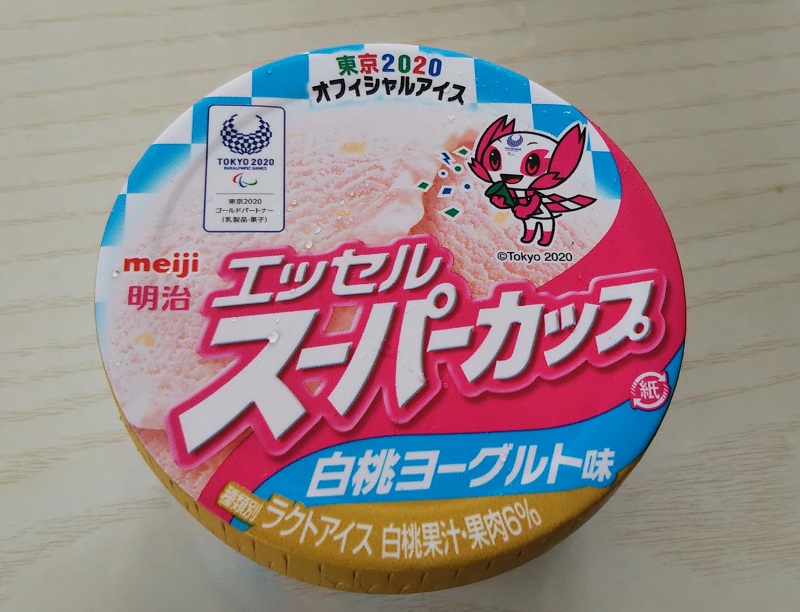 東京2020
オフィシャルアイス
TOKYO 2020
PARALYMPIC GAMES
東京2020
ゴールドパートナー
(乳製品・菓子)
©Tokyo 2020
meiji
明治
エッセル
スーパーカップ
紙
白桃ヨーグルト味
種類別 ラクトアイス 白桃果汁・果肉6%